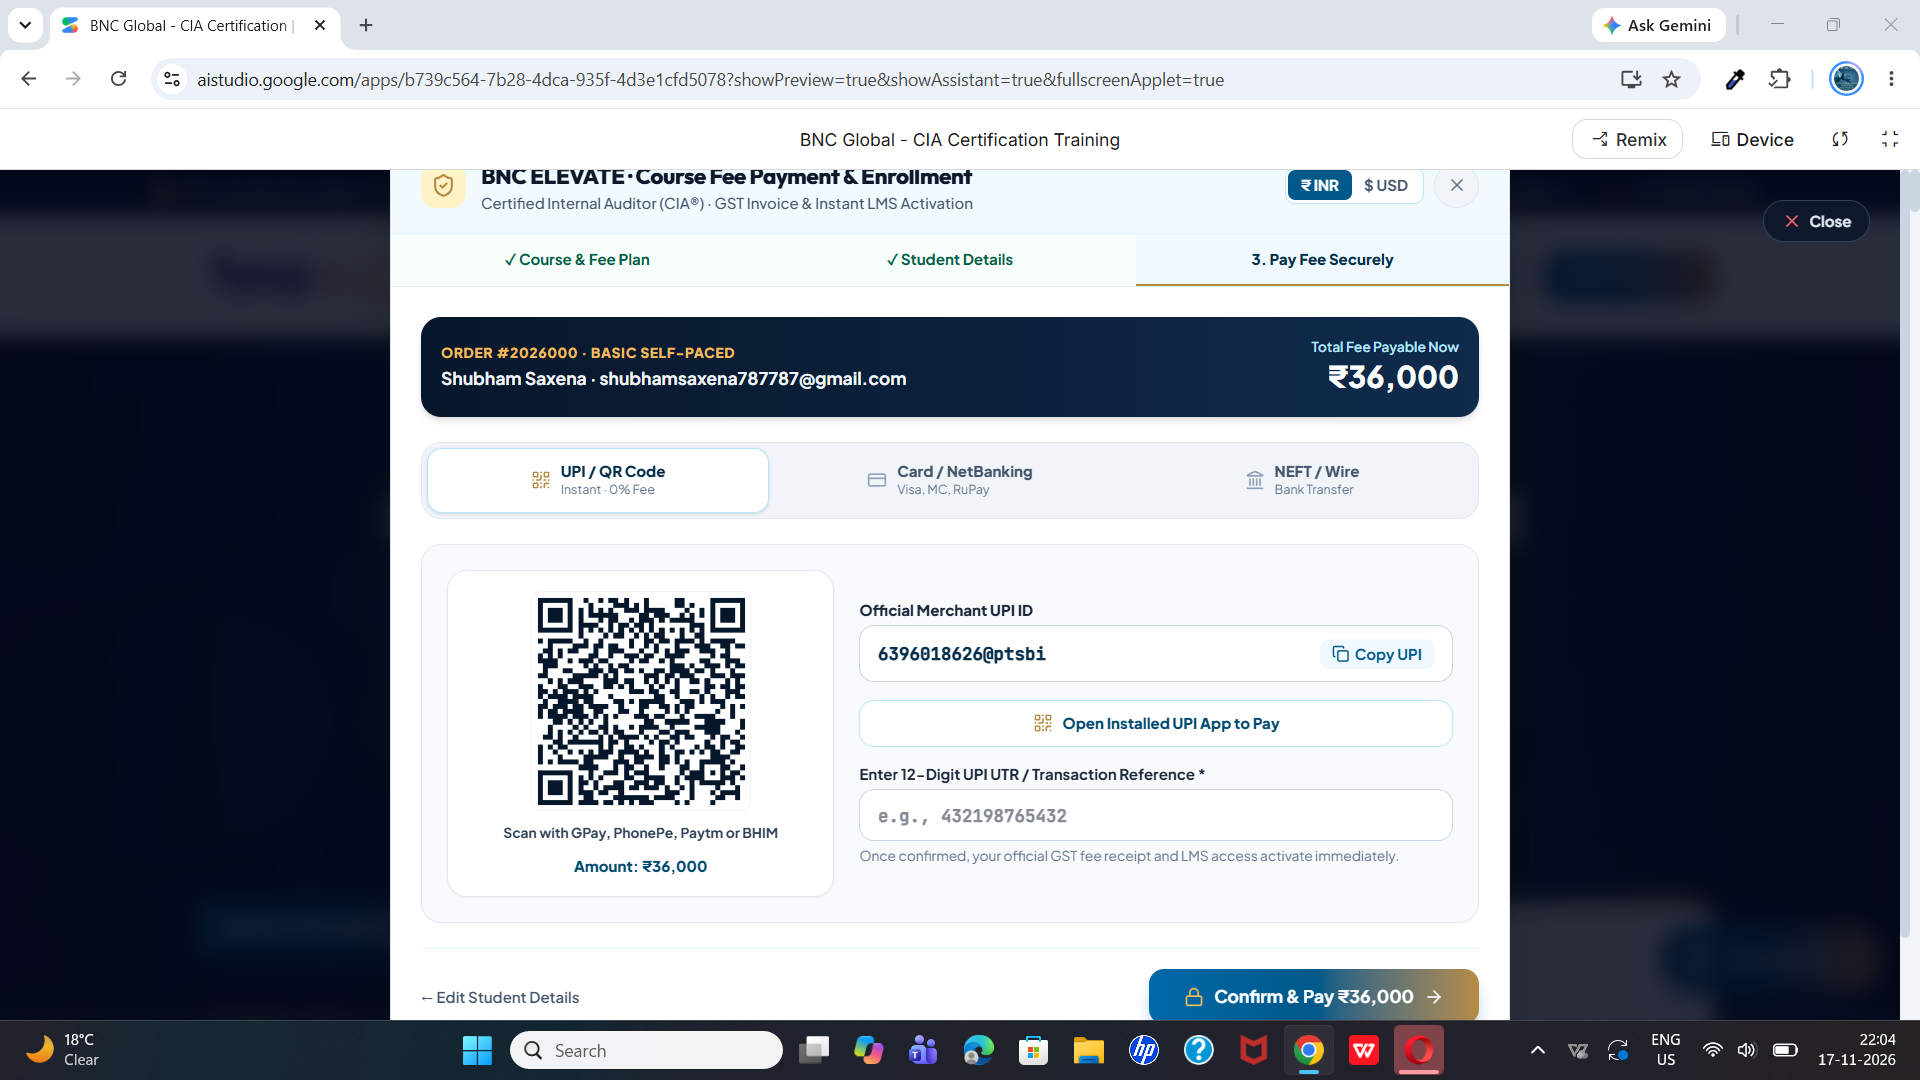 BNC Global - CIA Certification |
Ask Gemini
aistudio.google.com/apps/b739c564-7b28-4dca-935f-4d3e1cfd5078?showPreview=true&showAssistant=true&fullscreenApplet=true
BNC Global - CIA Certification Training
Remix
Device
BNC ELEVATE · Course Fee Payment & Enrollment
₹ INR
$ USD
Certified Internal Auditor (CIA®) · GST Invoice & Instant LMS Activation
Close
✓ Course & Fee Plan
✓ Student Details
3. Pay Fee Securely
ORDER #2026000 · BASIC SELF-PACED
Total Fee Payable Now
Shubham Saxena · shubhamsaxena787787@gmail.com
₹36,000
UPI / QR Code
Instant · 0% Fee
Card / NetBanking
Visa, MC, RuPay
NEFT / Wire
Bank Transfer
Official Merchant UPI ID
6396018626@ptsbi
Copy UPI
Open Installed UPI App to Pay
Enter 12-Digit UPI UTR / Transaction Reference *
e.g., 432198765432
Once confirmed, your official GST fee receipt and LMS access activate immediately.
Scan with GPay, PhonePe, Paytm or BHIM
Amount: ₹36,000
← Edit Student Details
Confirm & Pay ₹36,000 →
18°C
Clear
Search
ENG
US
22:04
17-11-2026